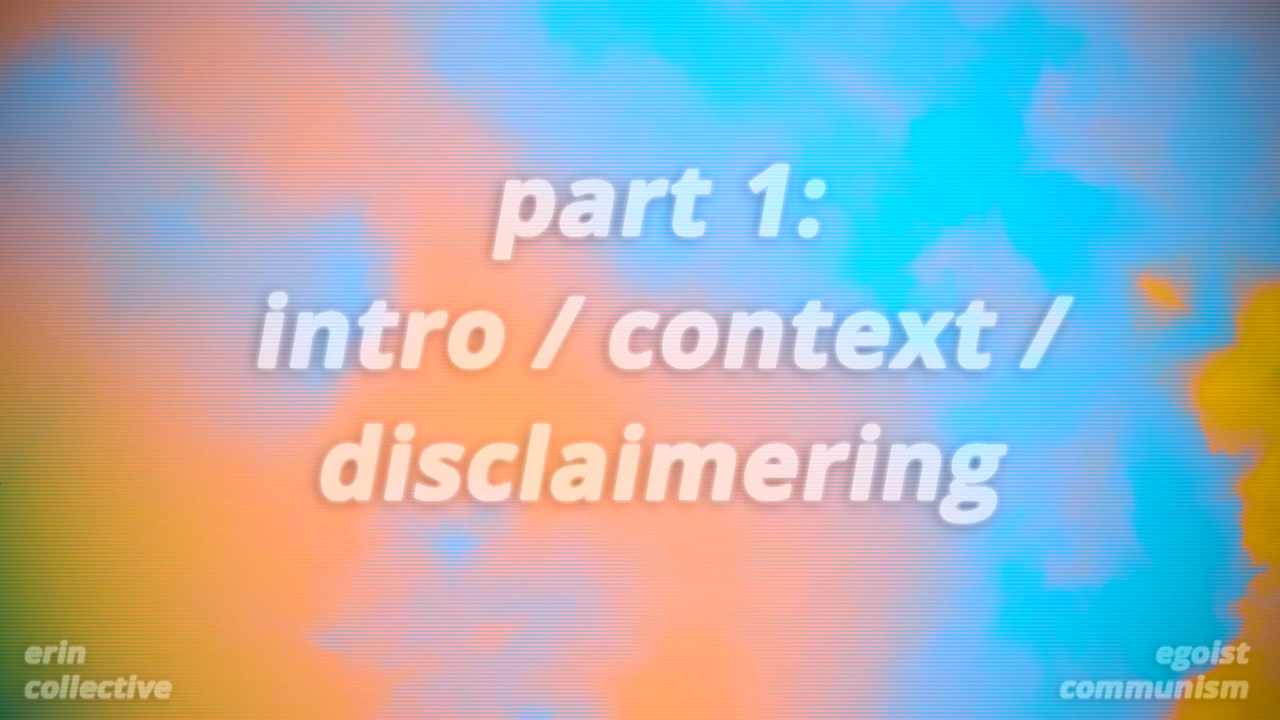 part 1:
intro / context /
disclaimering
erin
collective
egoist
communism